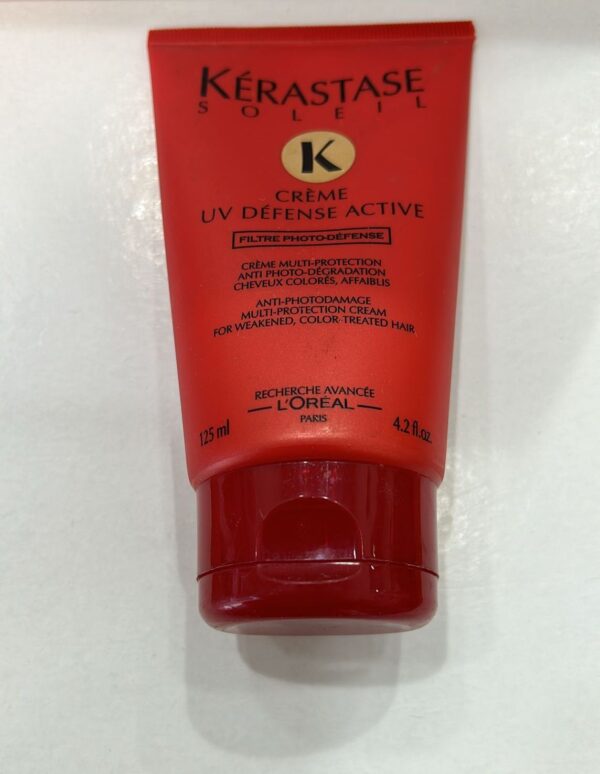 KÉRASTASE
SOLEIL
K
CRÈME
UV DÉFENSE ACTIVE
FILTRE PHOTO-DÉFENSE
CRÈME MULTI-PROTECTION
ANTI PHOTO-DÉGRADATION
CHEVEUX COLORÉS, AFFAIBLIS
ANTI-PHOTODAMAGE
MULTI-PROTECTION CREAM
FOR WEAKENED, COLOR-TREATED HAIR
RECHERCHE AVANCÉE
L'ORÉAL
PARIS
125 ml 4.2 fl.oz.